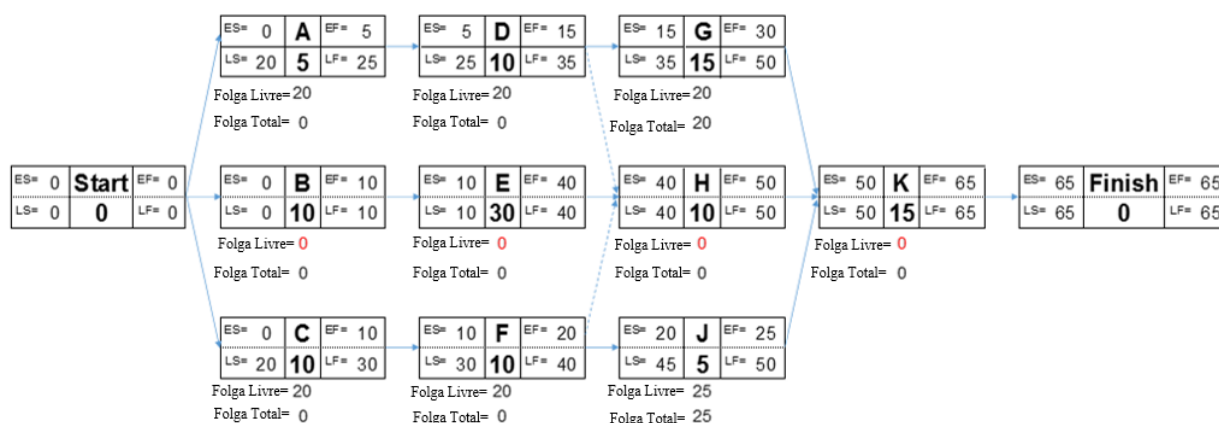 ES= 0 A EF= 5
LS= 20 5 LF= 25
Folga Livre= 20
Folga Total= 0
ES= 5 D EF= 15
LS= 25 10 LF= 35
Folga Livre= 20
Folga Total= 0
ES= 15 G EF= 30
LS= 35 15 LF= 50
Folga Livre= 20
Folga Total= 20
ES= 0 Start EF= 0
LS= 0 0 LF= 0
ES= 0 B EF= 10
LS= 0 10 LF= 10
Folga Livre= 0
Folga Total= 0
ES= 10 E EF= 40
LS= 10 30 LF= 40
Folga Livre= 0
Folga Total= 0
ES= 40 H EF= 50
LS= 40 10 LF= 50
Folga Livre= 0
Folga Total= 0
ES= 50 K EF= 65
LS= 50 15 LF= 65
Folga Livre= 0
Folga Total= 0
ES= 65 Finish EF= 65
LS= 65 0 LF= 65
ES= 0 C EF= 10
LS= 20 10 LF= 30
Folga Livre= 20
Folga Total= 0
ES= 10 F EF= 20
LS= 30 10 LF= 40
Folga Livre= 20
Folga Total= 0
ES= 20 J EF= 25
LS= 45 5 LF= 50
Folga Livre= 25
Folga Total= 25